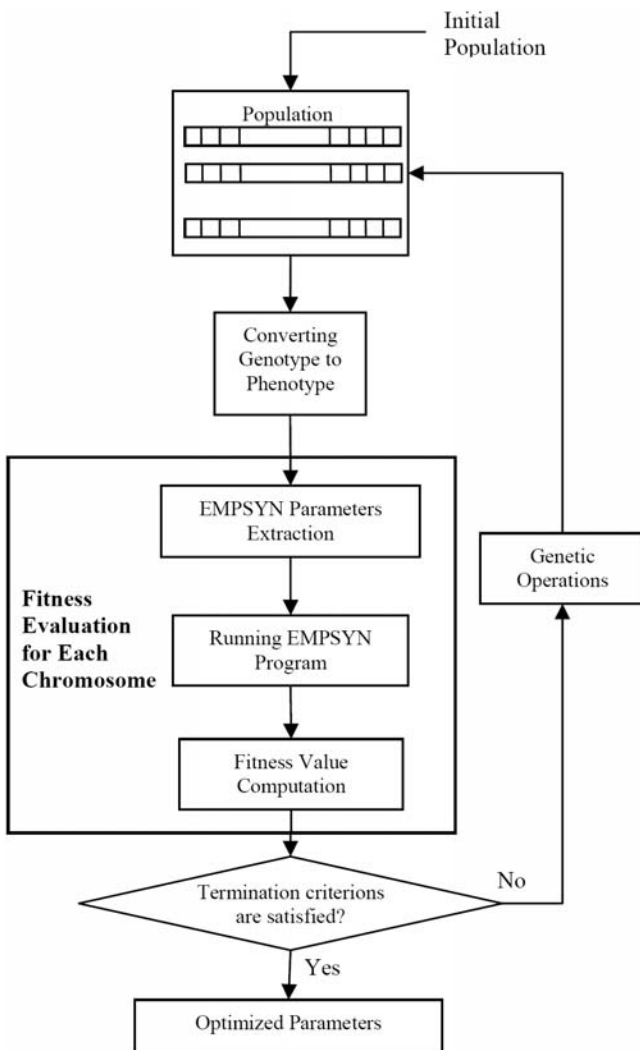 Initial
Population
Population
Converting
Genotype to
Phenotype
EMPSYN Parameters
Extraction
Genetic
Operations
Fitness
Evaluation
for Each
Chromosome
Running EMPSYN
Program
Fitness Value
Computation
Termination criterions
are satisfied?
No
Yes
Optimized Parameters